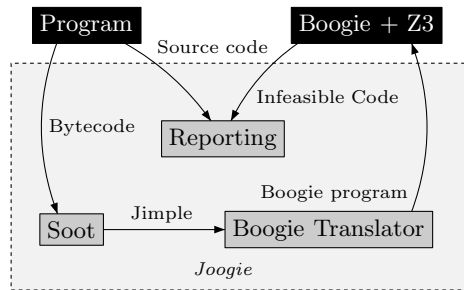 Program
Boogie + Z3
Source code
Infeasible Code
Bytecode
Reporting
Boogie program
Jimple
Soot
Boogie Translator
Joogie